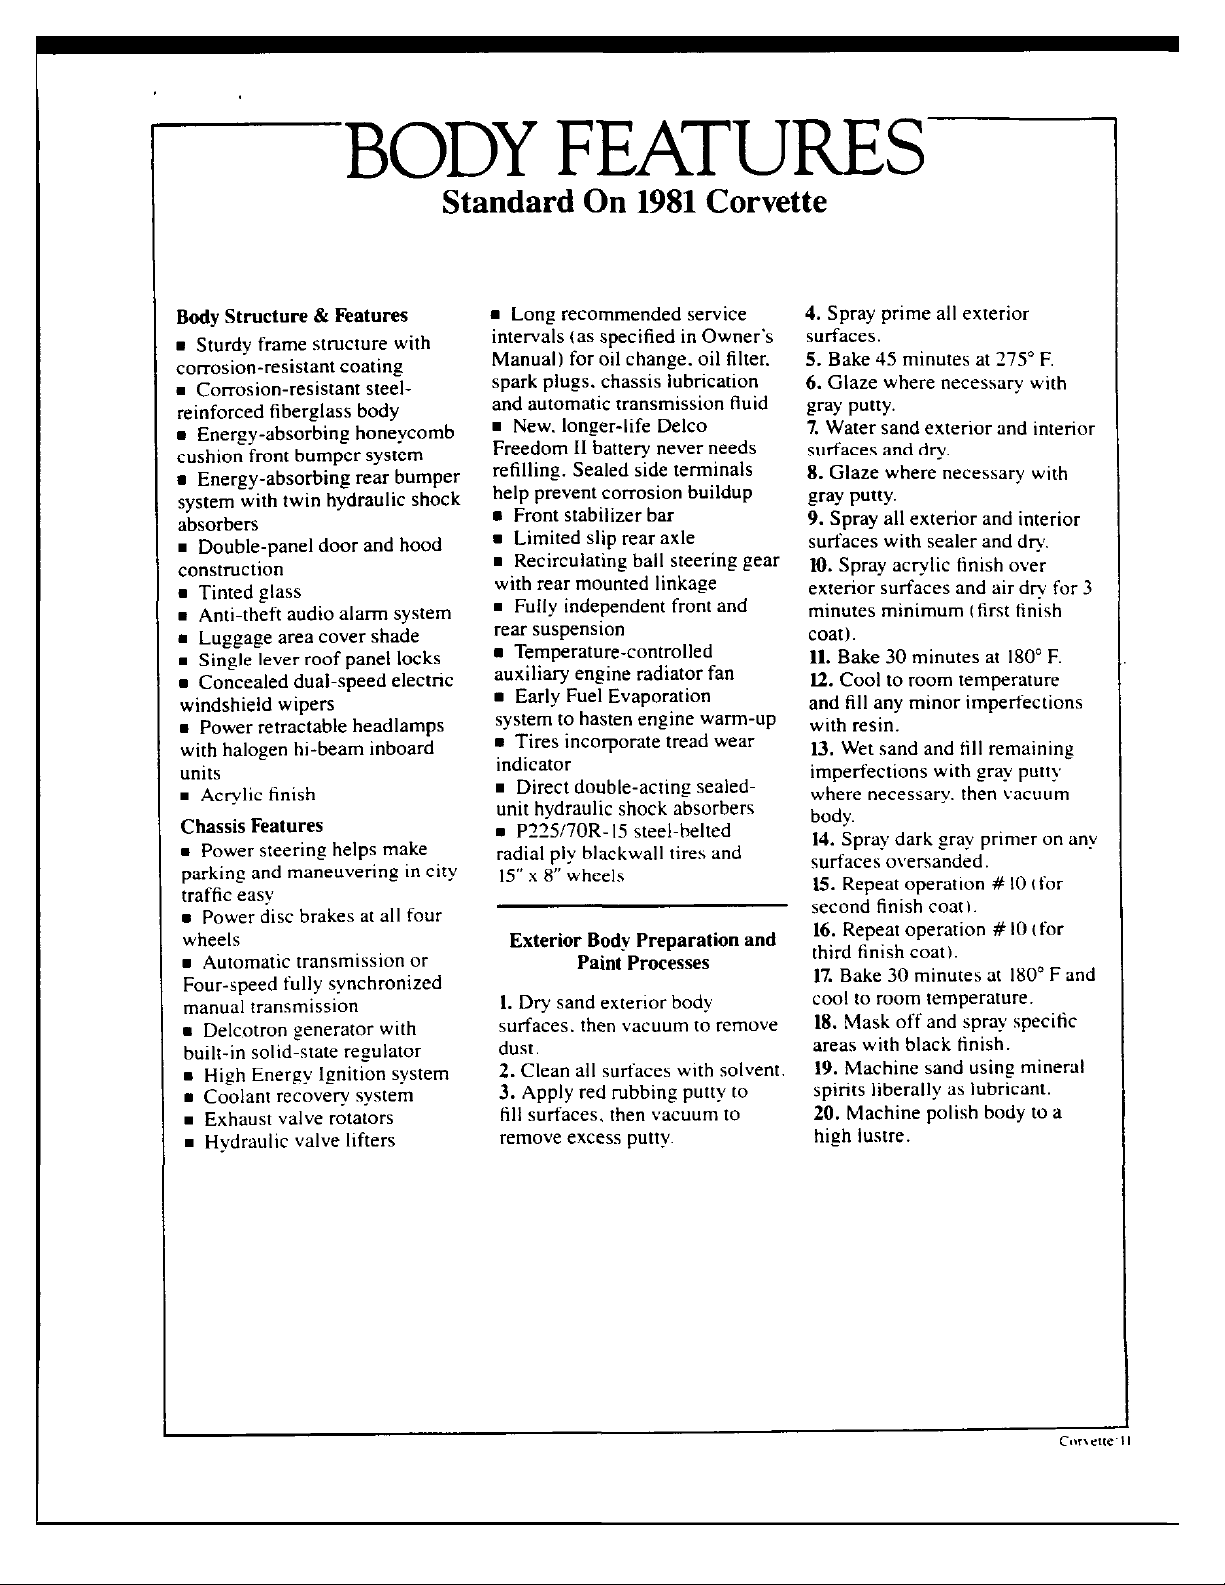 BODY FEATURES
Standard On 1981 Corvette
Body Structure & Features
■ Sturdy frame structure with
corrosion-resistant coating
■ Corrosion-resistant steel-
reinforced fiberglass body
■ Energy-absorbing honeycomb
cushion front bumper system
■ Energy-absorbing rear bumper
system with twin hydraulic shock
absorbers
■ Double-panel door and hood
construction
■ Tinted glass
■ Anti-theft audio alarm system
■ Luggage area cover shade
■ Single lever roof panel locks
■ Concealed dual-speed electric
windshield wipers
■ Power retractable headlamps
with halogen hi-beam inboard
units
■ Acrylic finish
Chassis Features
■ Power steering helps make
parking and maneuvering in city
traffic easy
■ Power disc brakes at all four
wheels
■ Automatic transmission or
Four-speed fully synchronized
manual transmission
■ Delcotron generator with
built-in solid-state regulator
■ High Energy Ignition system
■ Coolant recovery system
■ Exhaust valve rotators
■ Hydraulic valve lifters
■ Long recommended service
intervals (as specified in Owner's
Manual) for oil change, oil filter,
spark plugs, chassis lubrication
and automatic transmission fluid
■ New, longer-life Delco
Freedom II battery never needs
refilling. Sealed side terminals
help prevent corrosion buildup
■ Front stabilizer bar
■ Limited slip rear axle
■ Recirculating ball steering gear
with rear mounted linkage
■ Fully independent front and
rear suspension
■ Temperature-controlled
auxiliary engine radiator fan
■ Early Fuel Evaporation
system to hasten engine warm-up
■ Tires incorporate tread wear
indicator
■ Direct double-acting sealed-
unit hydraulic shock absorbers
■ P225/70R-15 steel-belted
radial ply blackwall tires and
15" x 8" wheels
Exterior Body Preparation and
Paint Processes
1. Dry sand exterior body
surfaces, then vacuum to remove
dust.
2. Clean all surfaces with solvent.
3. Apply red rubbing putty to
fill surfaces, then vacuum to
remove excess putty.
4. Spray prime all exterior
surfaces.
5. Bake 45 minutes at 275° F.
6. Glaze where necessary with
gray putty.
7. Water sand exterior and interior
surfaces and dry.
8. Glaze where necessary with
gray putty.
9. Spray all exterior and interior
surfaces with sealer and dry.
10. Spray acrylic finish over
exterior surfaces and air dry for 3
minutes minimum (first finish
coat).
11. Bake 30 minutes at 180° F.
12. Cool to room temperature
and fill any minor imperfections
with resin.
13. Wet sand and fill remaining
imperfections with gray putty
where necessary, then vacuum
body.
14. Spray dark gray primer on any
surfaces oversanded.
15. Repeat operation # 10 (for
second finish coat).
16. Repeat operation # 10 (for
third finish coat).
17. Bake 30 minutes at 180° F and
cool to room temperature.
18. Mask off and spray specific
areas with black finish.
19. Machine sand using mineral
spirits liberally as lubricant.
20. Machine polish body to a
high lustre.
Corvette·11